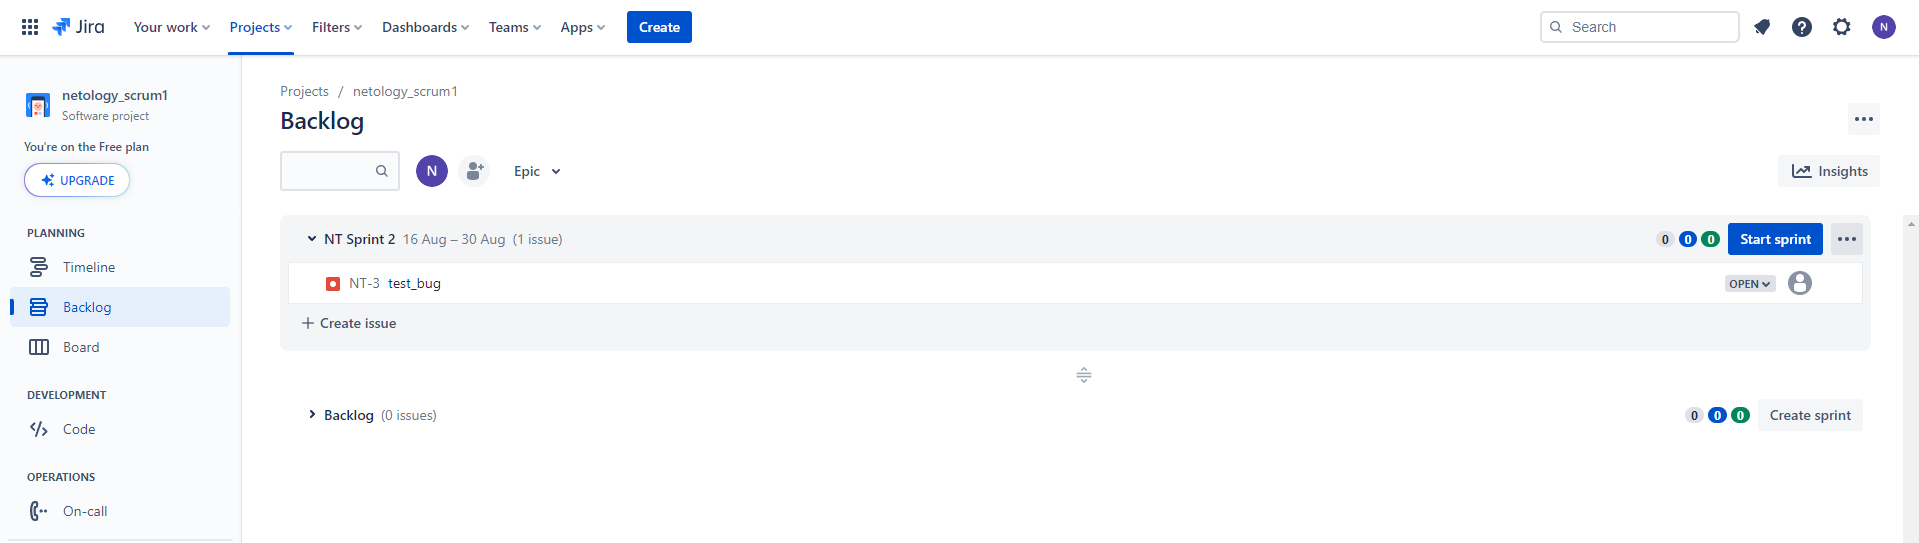 Jira Your work Projects Filters Dashboards Teams Apps Create Search N
netology_scrum1
Software project
You're on the Free plan
UPGRADE
PLANNING
Timeline
Backlog
Board
DEVELOPMENT
Code
OPERATIONS
On-call
Projects / netology_scrum1
Backlog
N Epic Insights
NT Sprint 2 16 Aug – 30 Aug (1 issue) 0 0 0 Start sprint
NT-3 test_bug OPEN
Create issue
Backlog (0 issues) 0 0 0 Create sprint